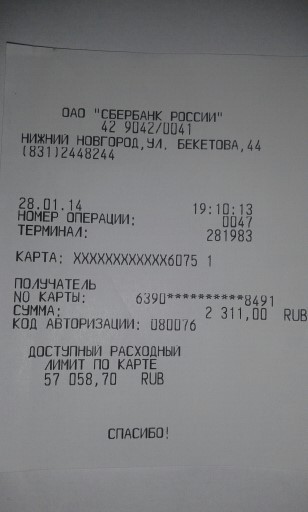 ОАО "СБЕРБАНК РОССИИ"
42 9042/0041
НИЖНИЙ НОВГОРОД,УЛ. БЕКЕТОВА,44
(831)2448244
28.01.14 19:10:13
НОМЕР ОПЕРАЦИИ: 0047
ТЕРМИНАЛ: 281983
КАРТА: XXXXXXXXXXXX6075 1
ПОЛУЧАТЕЛЬ
NO КАРТЫ: 6390**********8491
СУММА: 2 311,00 RUB
КОД АВТОРИЗАЦИИ: 080076
ДОСТУПНЫЙ РАСХОДНЫЙ
ЛИМИТ ПО КАРТЕ
57 058,70 RUB
СПАСИБО!